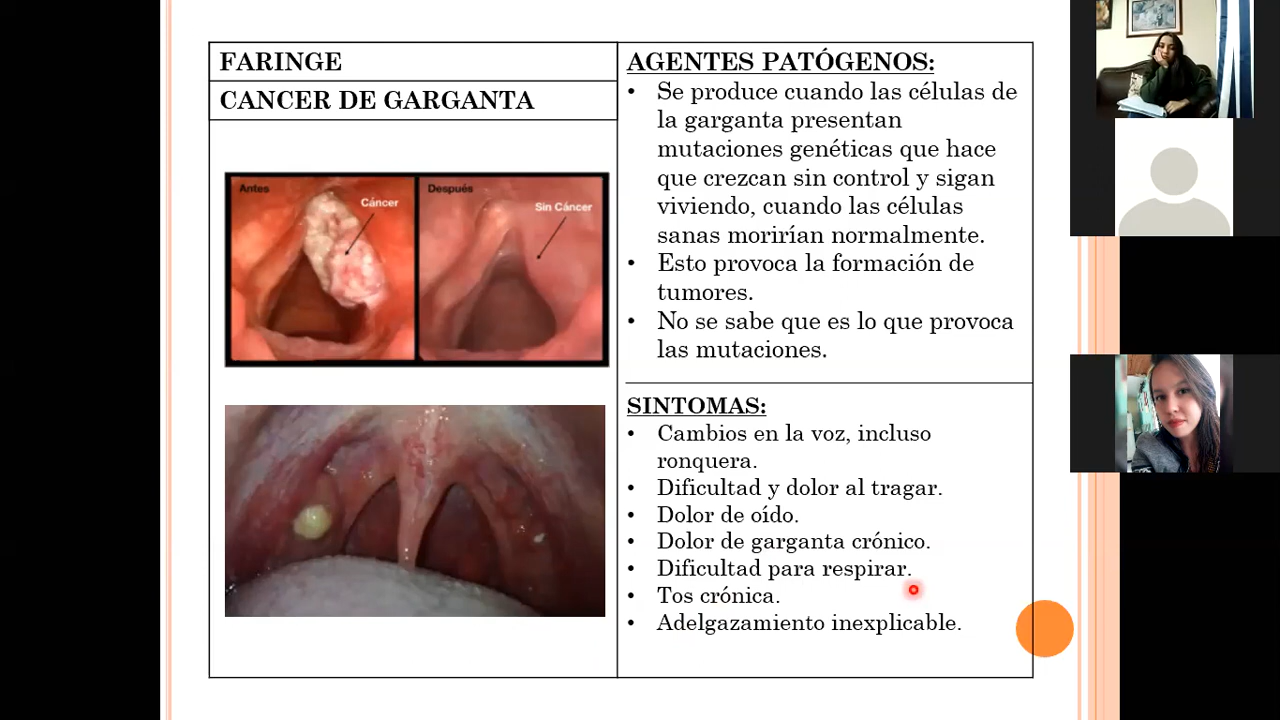 FARINGE
CANCER DE GARGANTA
Antes
Cáncer
Después
Sin Cáncer
AGENTES PATÓGENOS:
• Se produce cuando las células de
la garganta presentan
mutaciones genéticas que hace
que crezcan sin control y sigan
viviendo, cuando las células
sanas morirían normalmente.
• Esto provoca la formación de
tumores.
• No se sabe que es lo que provoca
las mutaciones.
SINTOMAS:
• Cambios en la voz, incluso
ronquera.
• Dificultad y dolor al tragar.
• Dolor de oído.
• Dolor de garganta crónico.
• Dificultad para respirar.
• Tos crónica.
• Adelgazamiento inexplicable.